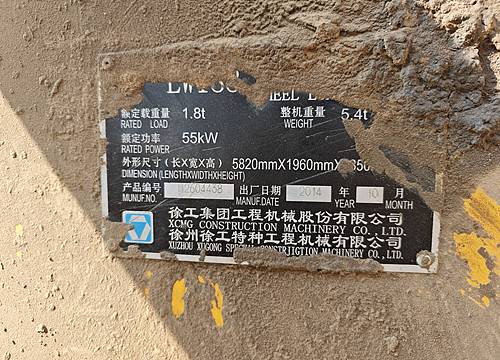 额定载重量 1.8t 整机重量 5.4t
RATED LOAD WEIGHT
额定功率 55kW
RATED POWER
外形尺寸（长X宽X高） 5820mmX1960mmX
DIMENSION (LENGTHXWIDTHXHEIGHT)
产品编号 出厂日期 2014 年 10 月
MUNUF.NO. MANUF.DATE YEAR MONTH
徐工集团工程机械股份有限公司
XCMG CONSTRUCTION MACHINERY CO.,LTD.
徐州徐工特种工程机械有限公司
XUZHOU XUGONG CONSTRJIGTION MACHINERY CO.,LTD.